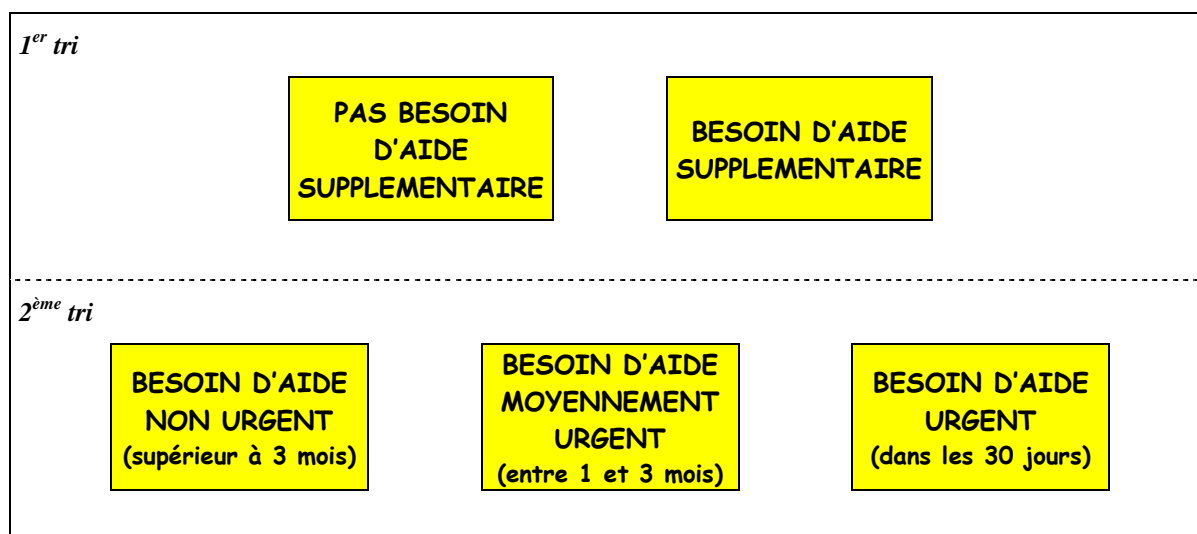 1er tri
PAS BESOIN
D'AIDE
SUPPLEMENTAIRE
BESOIN D'AIDE
SUPPLEMENTAIRE
2ème tri
BESOIN D'AIDE
NON URGENT
(supérieur à 3 mois)
BESOIN D'AIDE
MOYENNEMENT
URGENT
(entre 1 et 3 mois)
BESOIN D'AIDE
URGENT
(dans les 30 jours)